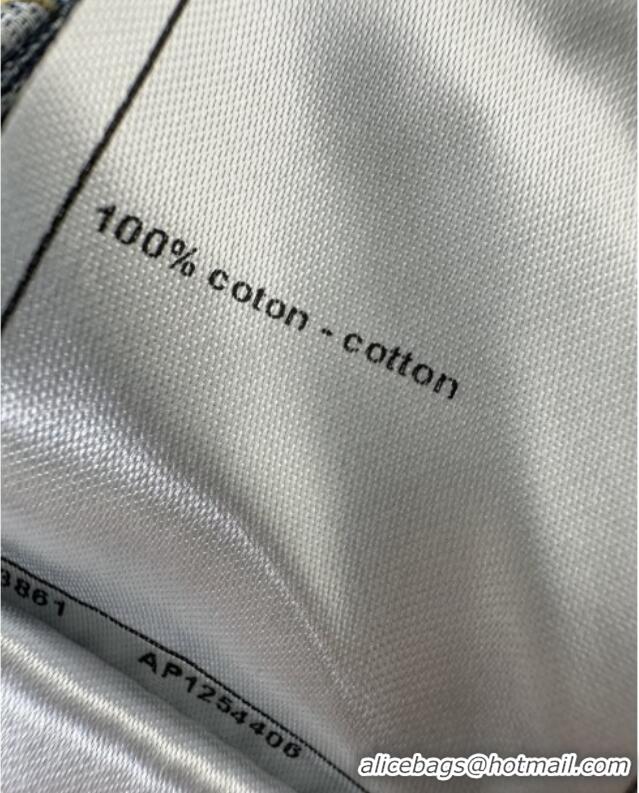 100% coton - cotton
3861
AP1254406
alicebags@hotmail.com